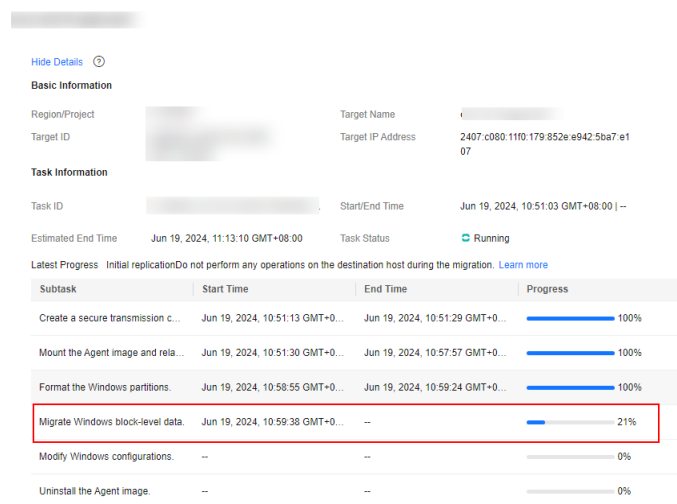 Hide Details ?
Basic Information
Region/Project Target Name
Target ID Target IP Address 2407:c080:11f0:179:852e:e942:5ba7:e1
07
Task Information
Task ID Start/End Time Jun 19, 2024, 10:51:03 GMT+08:00 | --
Estimated End Time Jun 19, 2024, 11:13:10 GMT+08:00 Task Status Running
Latest Progress Initial replicationDo not perform any operations on the destination host during the migration. Learn more
Subtask Start Time End Time Progress
Create a secure transmission c... Jun 19, 2024, 10:51:13 GMT+0... Jun 19, 2024, 10:51:29 GMT+0... 100%
Mount the Agent image and rela... Jun 19, 2024, 10:51:30 GMT+0... Jun 19, 2024, 10:57:57 GMT+0... 100%
Format the Windows partitions. Jun 19, 2024, 10:58:55 GMT+0... Jun 19, 2024, 10:59:24 GMT+0... 100%
Migrate Windows block-level data. Jun 19, 2024, 10:59:38 GMT+0... -- 21%
Modify Windows configurations. -- -- 0%
Uninstall the Agent image. -- -- 0%